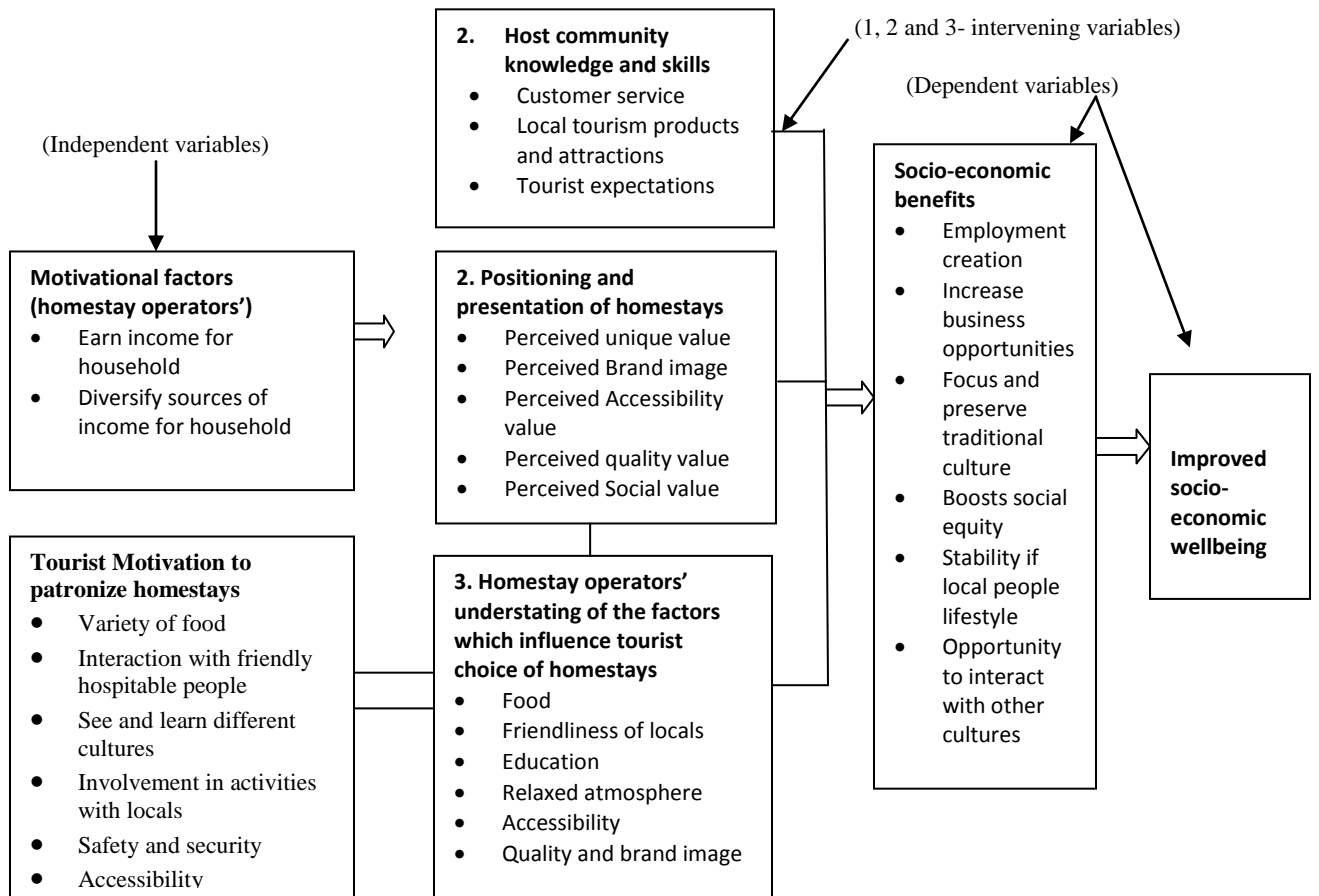 (1, 2 and 3- intervening variables)
(Dependent variables)
(Independent variables)
2. Host community
knowledge and skills
• Customer service
• Local tourism products
and attractions
• Tourist expectations
Motivational factors
(homestay operators’)
• Earn income for
household
• Diversify sources of
income for household
2. Positioning and
presentation of homestays
• Perceived unique value
• Perceived Brand image
• Perceived Accessibility
value
• Perceived quality value
• Perceived Social value
Tourist Motivation to
patronize homestays
• Variety of food
• Interaction with friendly
hospitable people
• See and learn different
cultures
• Involvement in activities
with locals
• Safety and security
• Accessibility
3. Homestay operators’
understating of the factors
which influence tourist
choice of homestays
• Food
• Friendliness of locals
• Education
• Relaxed atmosphere
• Accessibility
• Quality and brand image
Socio-economic
benefits
• Employment
creation
• Increase
business
opportunities
• Focus and
preserve
traditional
culture
• Boosts social
equity
• Stability if
local people
lifestyle
• Opportunity
to interact
with other
cultures
Improved
socio-
economic
wellbeing